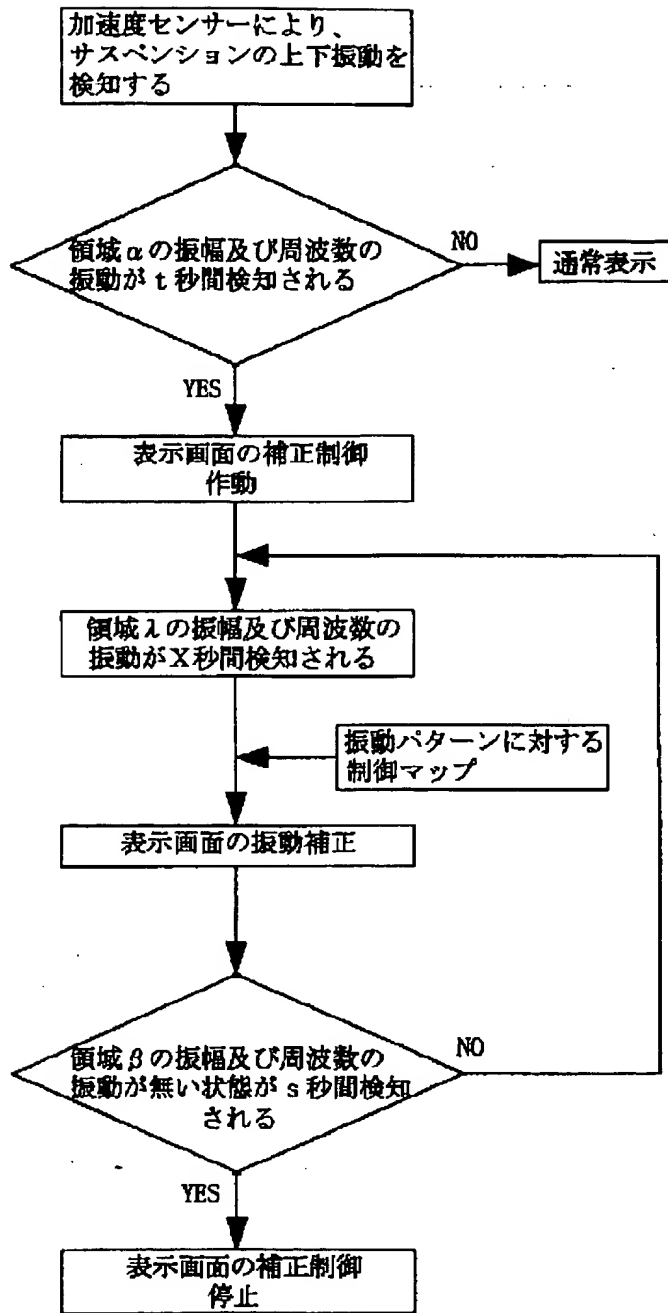 加速度センサーにより、
サスペンションの上下振動を
検知する
領域αの振幅及び周波数の
振動がt秒間検知される
NO
通常表示
YES
表示画面の補正制御
作動
領域λの振幅及び周波数の
振動がX秒間検知される
振動パターンに対する
制御マップ
表示画面の振動補正
領域βの振幅及び周波数の
振動が無い状態がs秒間検知
される
NO
YES
表示画面の補正制御
停止